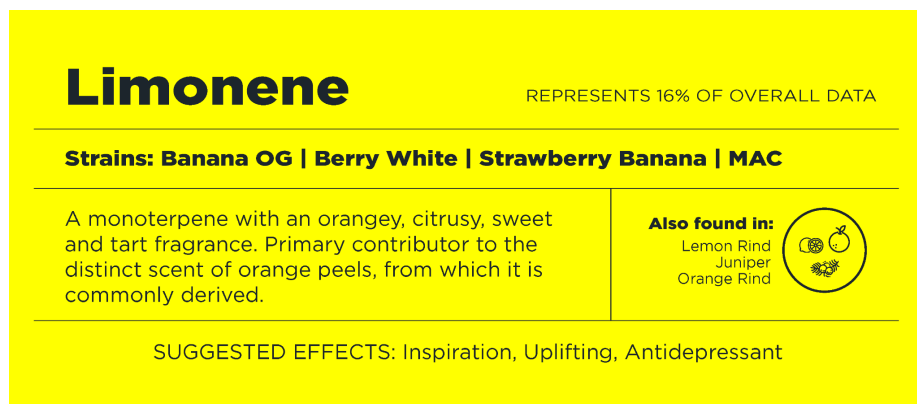 Limonene
REPRESENTS 16% OF OVERALL DATA
Strains: Banana OG | Berry White | Strawberry Banana | MAC
A monoterpene with an orangey, citrusy, sweet
and tart fragrance. Primary contributor to the
distinct scent of orange peels, from which it is
commonly derived.
Also found in:
Lemon Rind
Juniper
Orange Rind
SUGGESTED EFFECTS: Inspiration, Uplifting, Antidepressant